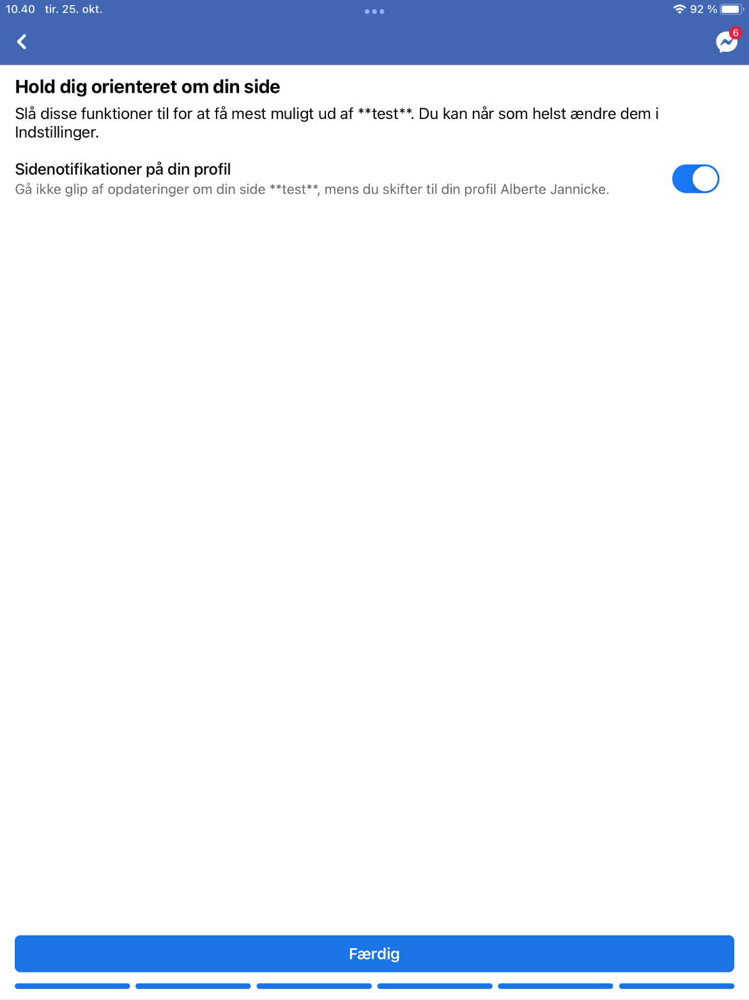 10.40 tir. 25. okt.
92 %
6
Hold dig orienteret om din side
Slå disse funktioner til for at få mest muligt ud af **test**. Du kan når som helst ændre dem i
Indstillinger.
Sidenotifikationer på din profil
Gå ikke glip af opdateringer om din side **test**, mens du skifter til din profil Alberte Jannicke.
Færdig